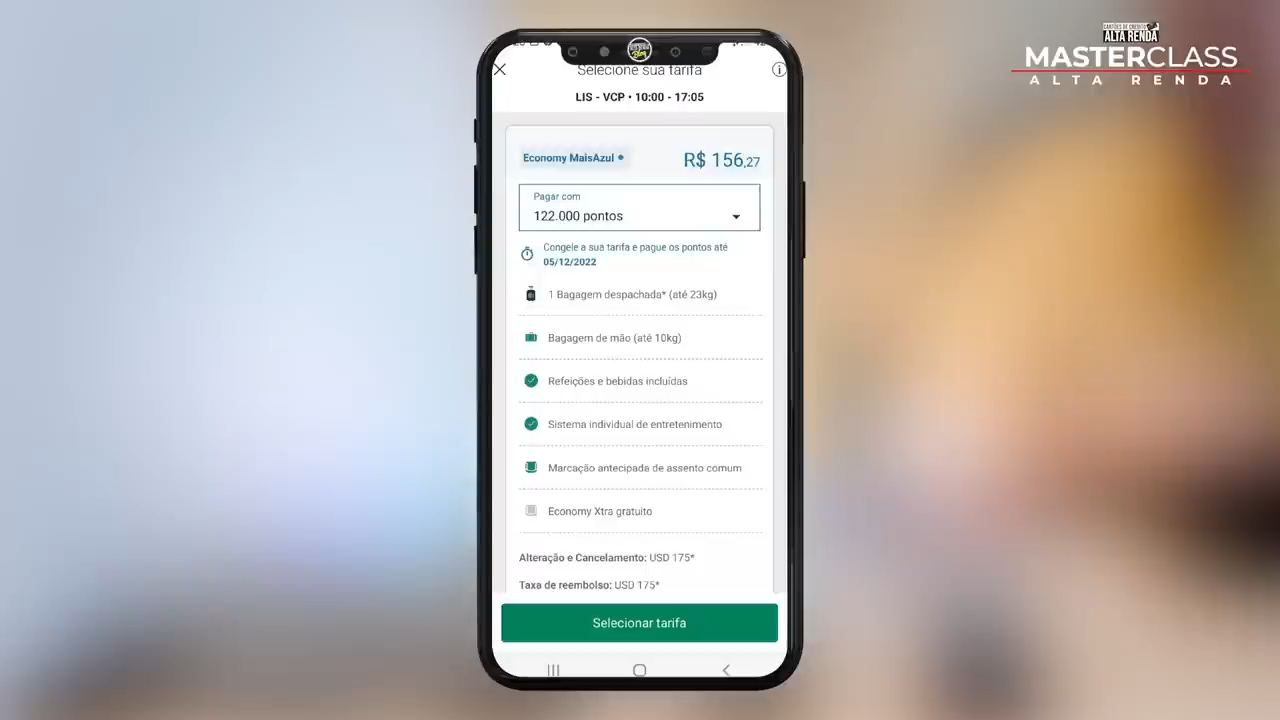 CARTÕES DE CRÉDITO
ALTA RENDA
MASTERCLASS
ALTA RENDA
Selecione sua tarifa
LIS - VCP • 10:00 - 17:05
Economy MaisAzul
R$ 156,27
Pagar com
122.000 pontos
Congele a sua tarifa e pague os pontos até
05/12/2022
1 Bagagem despachada* (até 23kg)
Bagagem de mão (até 10kg)
Refeições e bebidas incluídas
Sistema individual de entretenimento
Marcação antecipada de assento comum
Economy Xtra gratuito
Alteração e Cancelamento: USD 175*
Taxa de reembolso: USD 175*
Selecionar tarifa